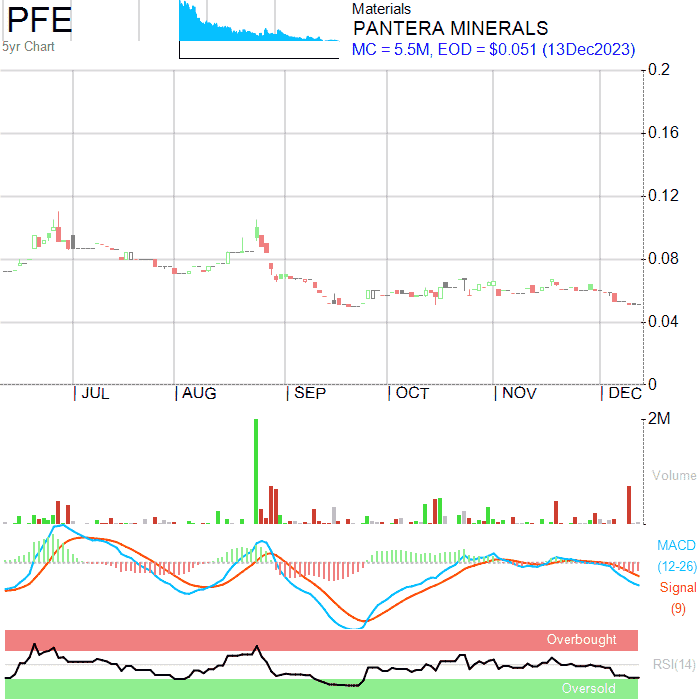 PFE
5yr Chart
Materials
PANTERA MINERALS
MC = 5.5M, EOD = $0.051 (13Dec2023)
0.2
0.16
0.12
0.08
0.04
0
JUL AUG SEP OCT NOV DEC
2M
Volume
MACD
(12-26)
Signal
(9)
Overbought
RSI(14)
Oversold